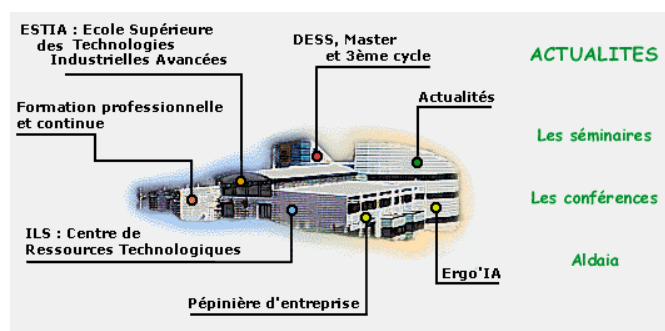 ESTIA : Ecole Supérieure
des Technologies
Industrielles Avancées
DESS, Master
et 3ème cycle
ACTUALITES
Formation professionnelle
et continue
Actualités
Les séminaires
Les conférences
ILS : Centre de
Ressources Technologiques
Aldaia
Ergo'IA
Pépinière d'entreprise